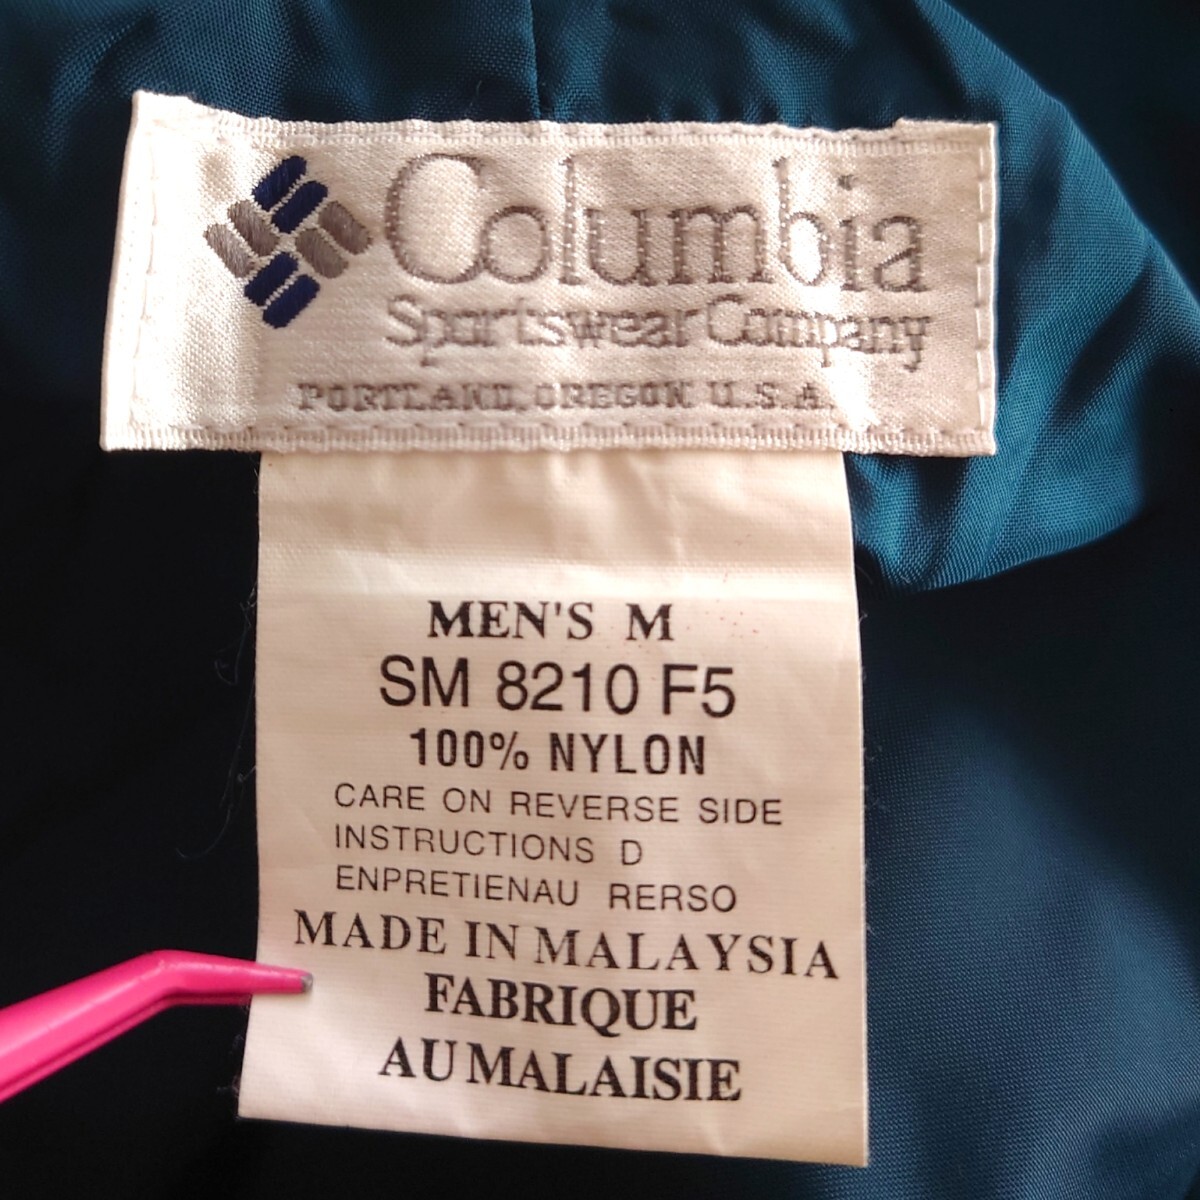 Columbia
Sportswear Company
PORTLAND, OREGON U.S.A.
MEN'S M
SM 8210 F5
100% NYLON
CARE ON REVERSE SIDE
INSTRUCTIONS D
ENPRETIENAU RERSO
MADE IN MALAYSIA
FABRIQUE
AU MALAISIE